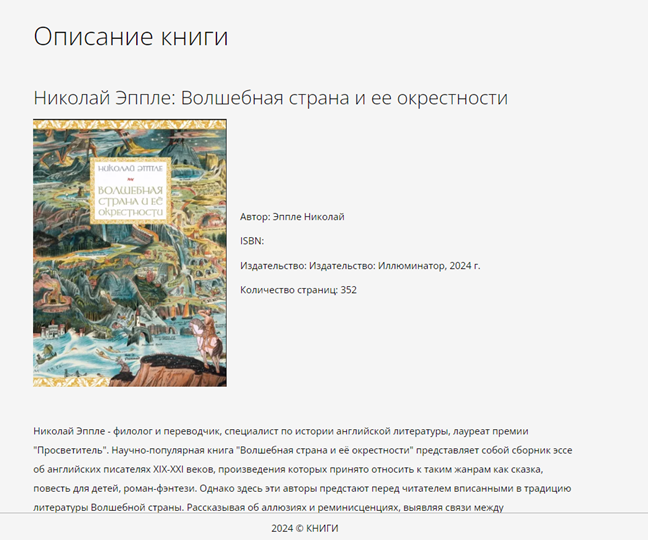 Описание книги
Николай Эппле: Волшебная страна и ее окрестности
НИКОЛАЙ ЭППЛЕ
ВОЛШЕБНАЯ
СТРАНА И ЕЁ
ОКРЕСТНОСТИ
Автор: Эппле Николай
ISBN:
Издательство: Издательство: Иллюминатор, 2024 г.
Количество страниц: 352
Николай Эппле - филолог и переводчик, специалист по истории английской литературы, лауреат премии
"Просветитель". Научно-популярная книга "Волшебная страна и её окрестности" представляет собой сборник эссе
об английских писателях XIX-XXI веков, произведения которых принято относить к таким жанрам как сказка,
повесть для детей, роман-фэнтези. Однако здесь эти авторы предстают перед читателем вписанными в традицию
литературы Волшебной страны. Рассказывая об аллюзиях и реминисценциях, выявляя связи между
2024 © КНИГИ